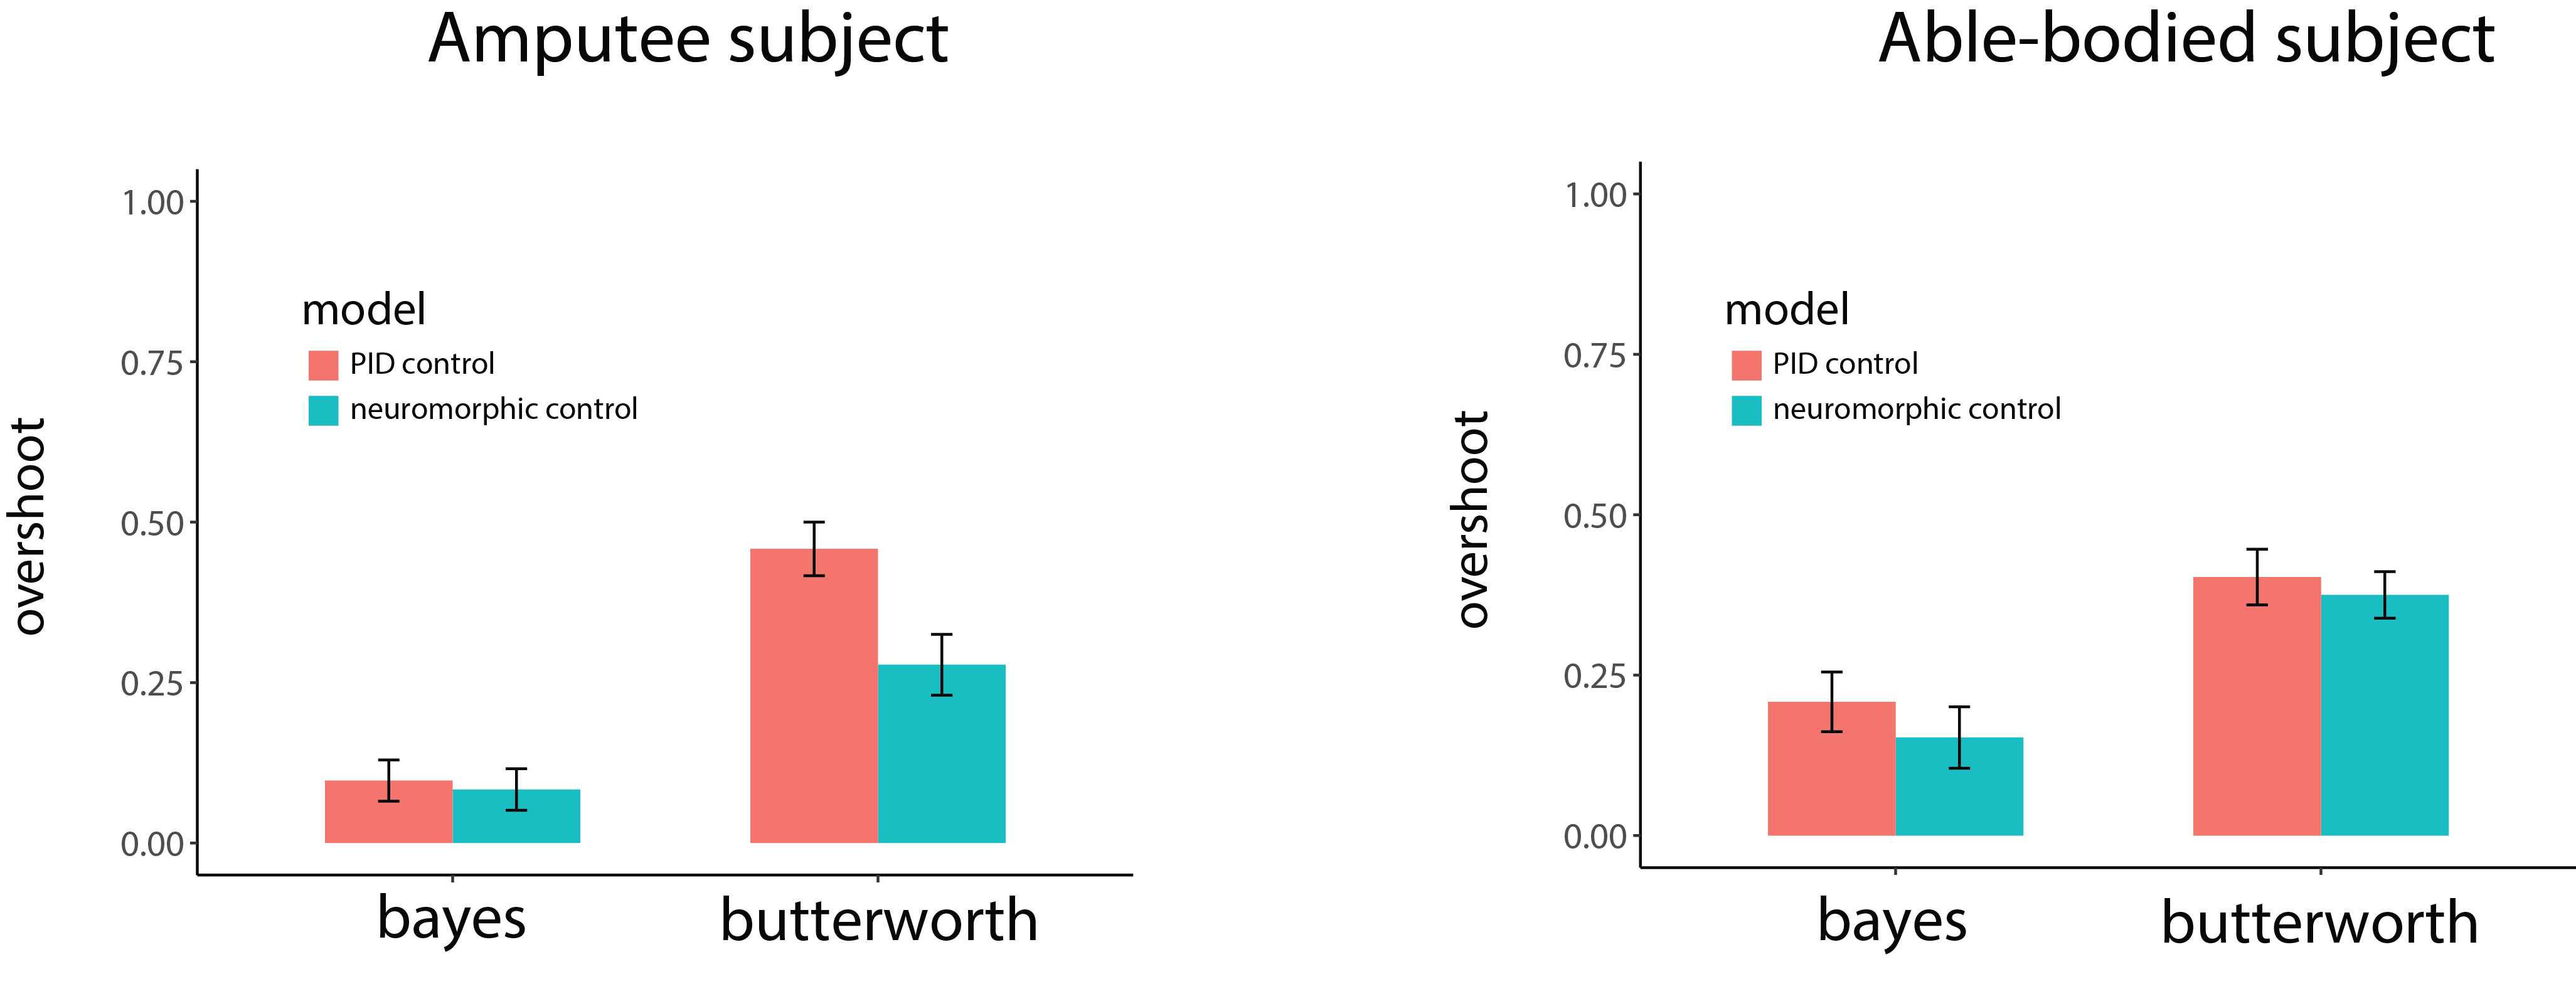 Amputee subject
1.00
0.75
0.50
0.25
0.00
overshoot
model
PID control
neuromorphic control
bayes
butterworth
Able-bodied subject
1.00
0.75
0.50
0.25
0.00
overshoot
model
PID control
neuromorphic control
bayes
butterworth